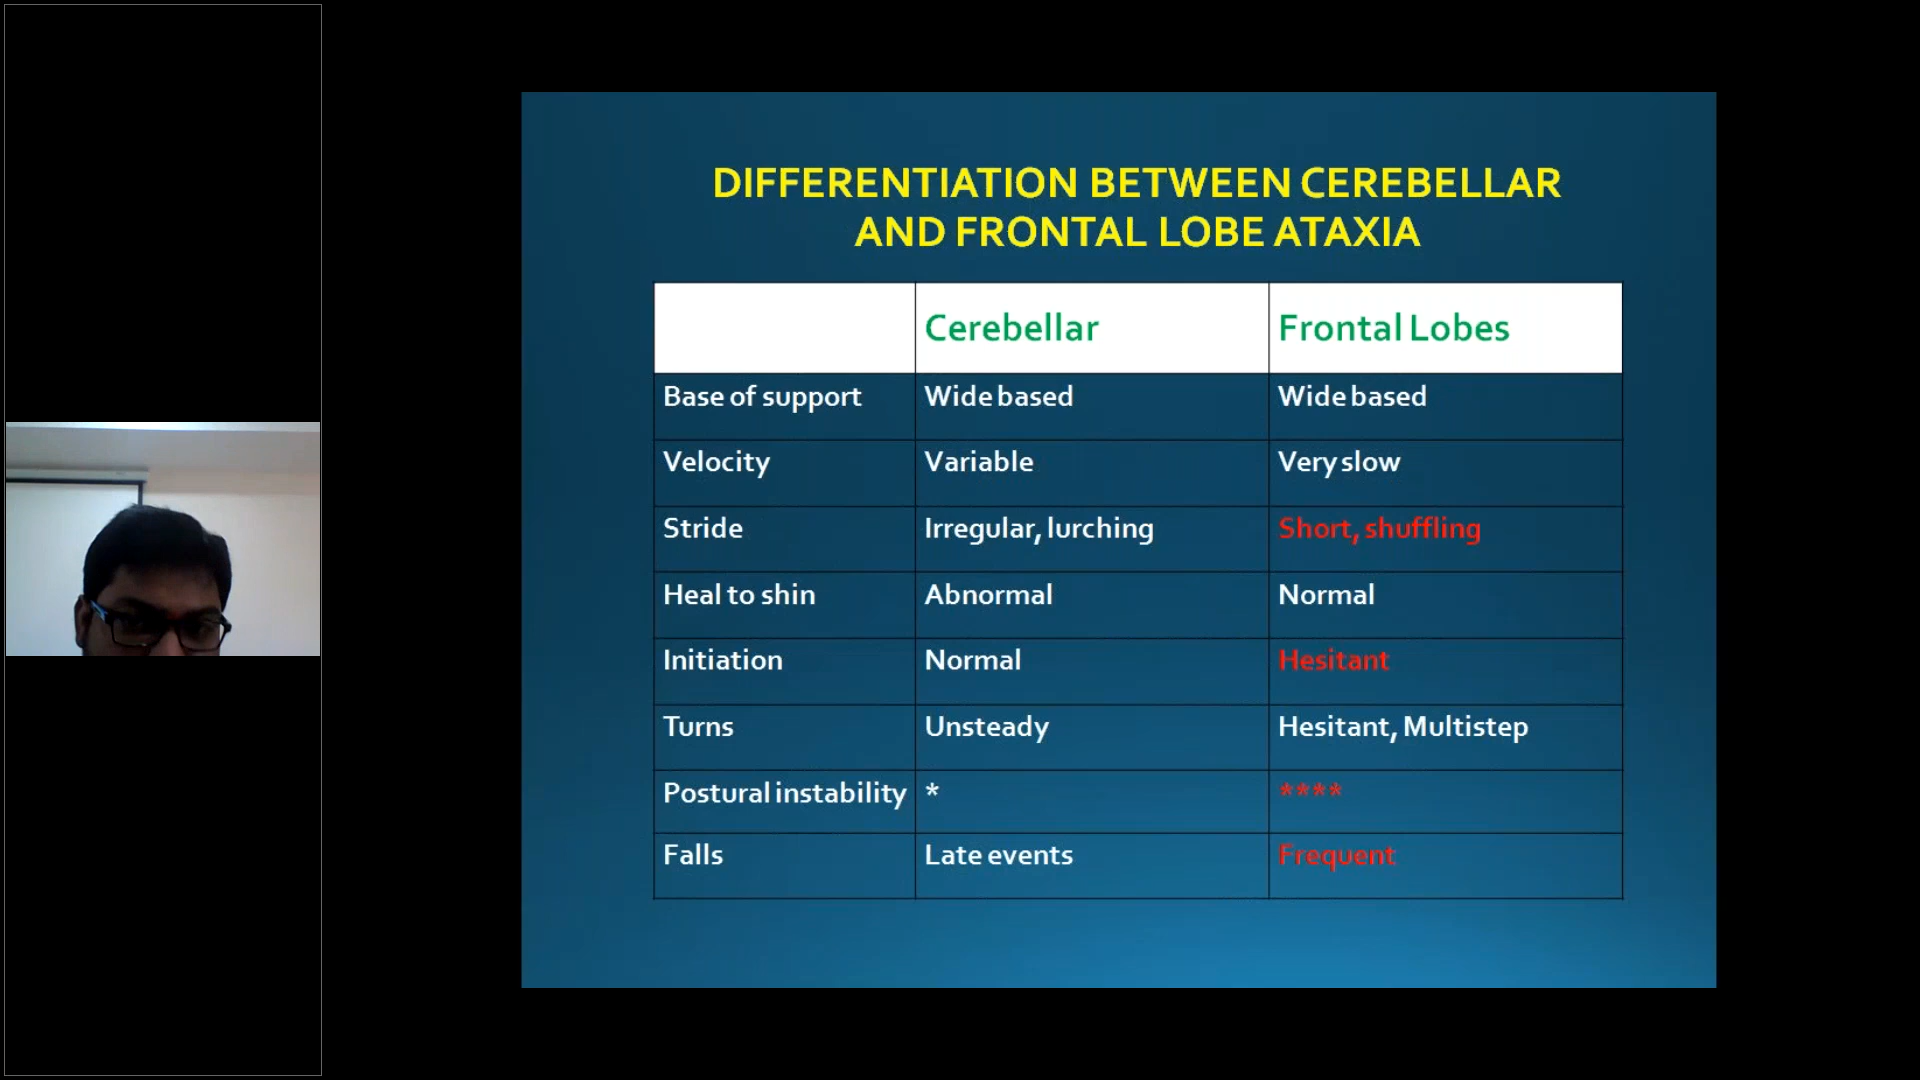 DIFFERENTIATION BETWEEN CEREBELLAR
AND FRONTAL LOBE ATAXIA
Cerebellar Frontal Lobes
Base of support Wide based Wide based
Velocity Variable Very slow
Stride Irregular, lurching Short, shuffling
Heal to shin Abnormal Normal
Initiation Normal Hesitant
Turns Unsteady Hesitant, Multistep
Postural instability * ****
Falls Late events Frequent